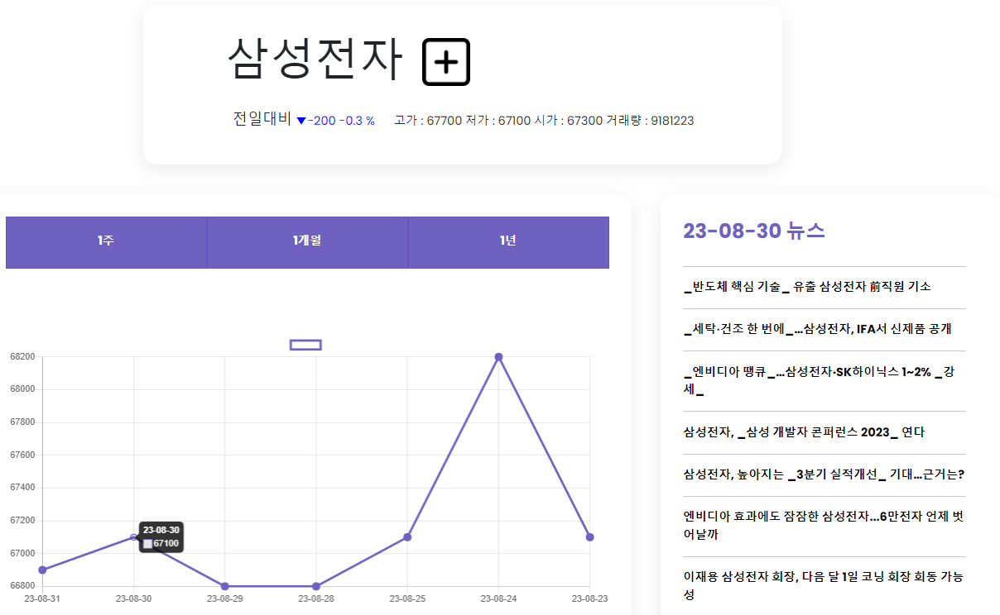 삼성전자
전일대비 ▼-200 -0.3 % 고가 : 67700 저가 : 67100 시가 : 67300 거래량 : 9181223
1주 1개월 1년
68200
68000
67800
67600
67400
67200
67000
66800
23-08-30
67100
23-08-31 23-08-30 23-08-29 23-08-28 23-08-25 23-08-24 23-08-23
23-08-30 뉴스
_반도체 핵심 기술_ 유출 삼성전자 前직원 기소
_세탁·건조 한 번에_…삼성전자, IFA서 신제품 공개
_엔비디아 땡큐_…삼성전자·SK하이닉스 1~2% _강
세_
삼성전자, _삼성 개발자 콘퍼런스 2023_ 연다
삼성전자, 높아지는 _3분기 실적개선_ 기대…근거는?
엔비디아 효과에도 잠잠한 삼성전자…6만전자 언제 벗
어날까
이재용 삼성전자 회장, 다음 달 1일 코닝 회장 회동 가능
성